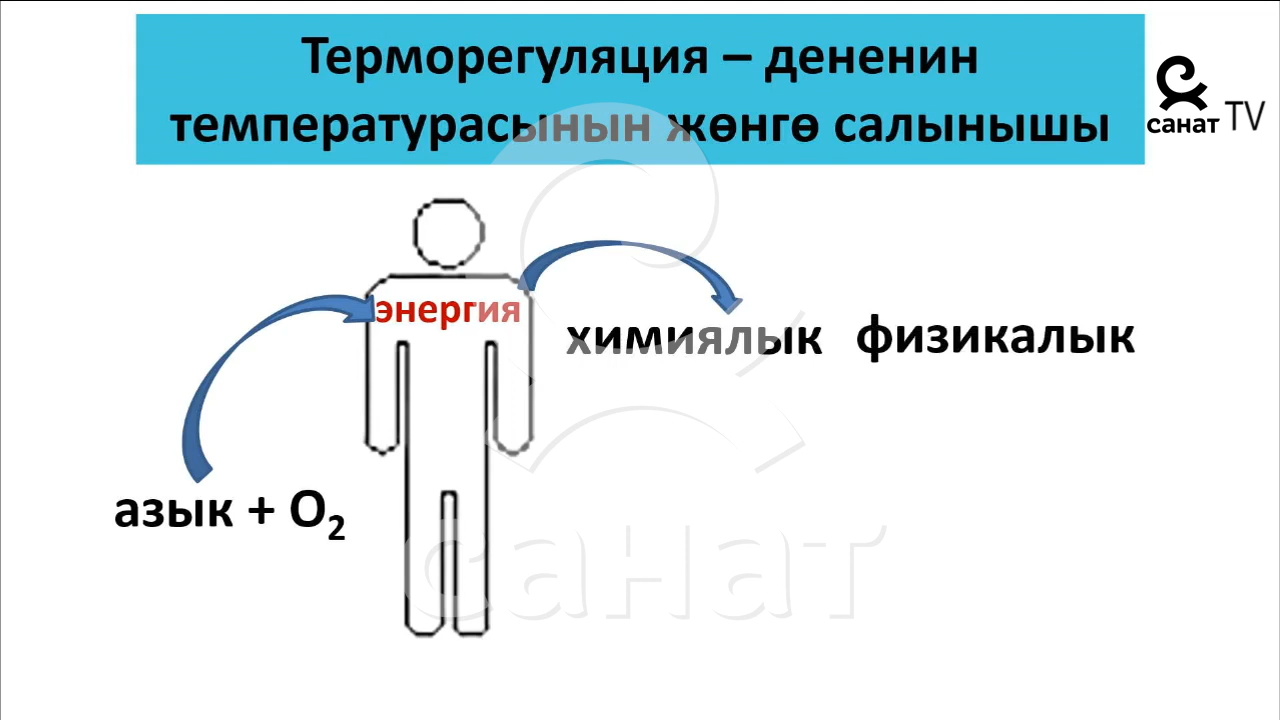 Терморегуляция – дененин
температурасынын жөнгө салынышы
санат TV
энергия
химиялык физикалык
азык + O₂
санат